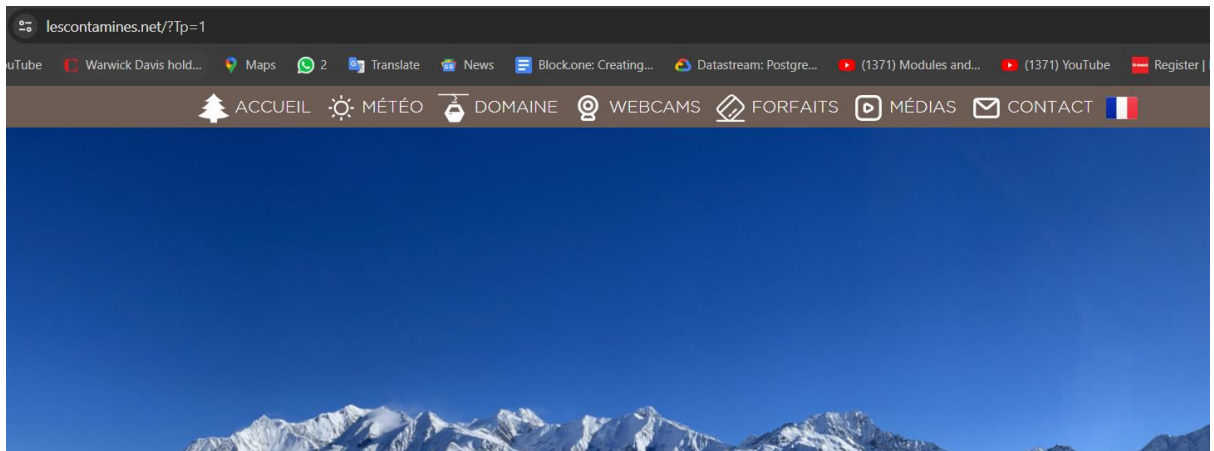 lescontamines.net/?Tp=1
ouTube Warwick Davis hold... Maps 2 Translate News Block.one: Creating... Datastream: Postgre... (1371) Modules and... (1371) YouTube Register |
ACCUEIL MÉTÉO DOMAINE WEBCAMS FORFAITS MÉDIAS CONTACT